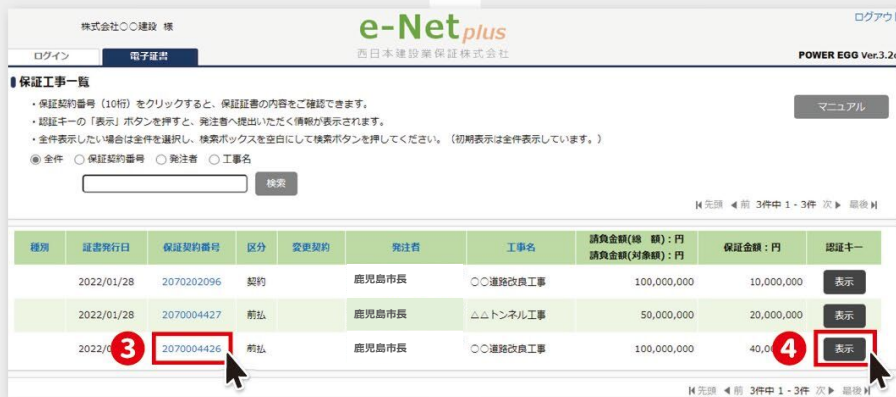 株式会社〇〇建設 様
e-Net plus
ログアウ
西日本建設業保証株式会社
ログイン
電子証書
POWER EGG Ver.3.2
保証工事一覧
・保証契約番号（10桁）をクリックすると、保証証書の内容をご確認できます。
マニュアル
・認証キーの「表示」ボタンを押すと、発注者へ提出いただく情報が表示されます。
・全件表示したい場合は全件を選択し、検索ボックスを空白にして検索ボタンを押してください。（初期表示は全件表示しています。）
全件 保証契約番号 発注者 工事名
検索
先頭 前 3件中 1 - 3件 次 最後
種別 証書発行日 保証契約番号 区分 変更契約 発注者 工事名 請負金額(総 額)：円 保証金額：円 認証キー
請負金額(対象額)：円
2022/01/28 2070202096 契約 鹿児島市長 〇〇道路改良工事 100,000,000 10,000,000 表示
2022/01/28 2070004427 前払 鹿児島市長 △△トンネル工事 50,000,000 20,000,000 表示
2022/0 3 2070004426 前払 鹿児島市長 〇〇道路改良工事 100,000,000 40,0 4 表示
先頭 前 3件中 1 - 3件 次 最後